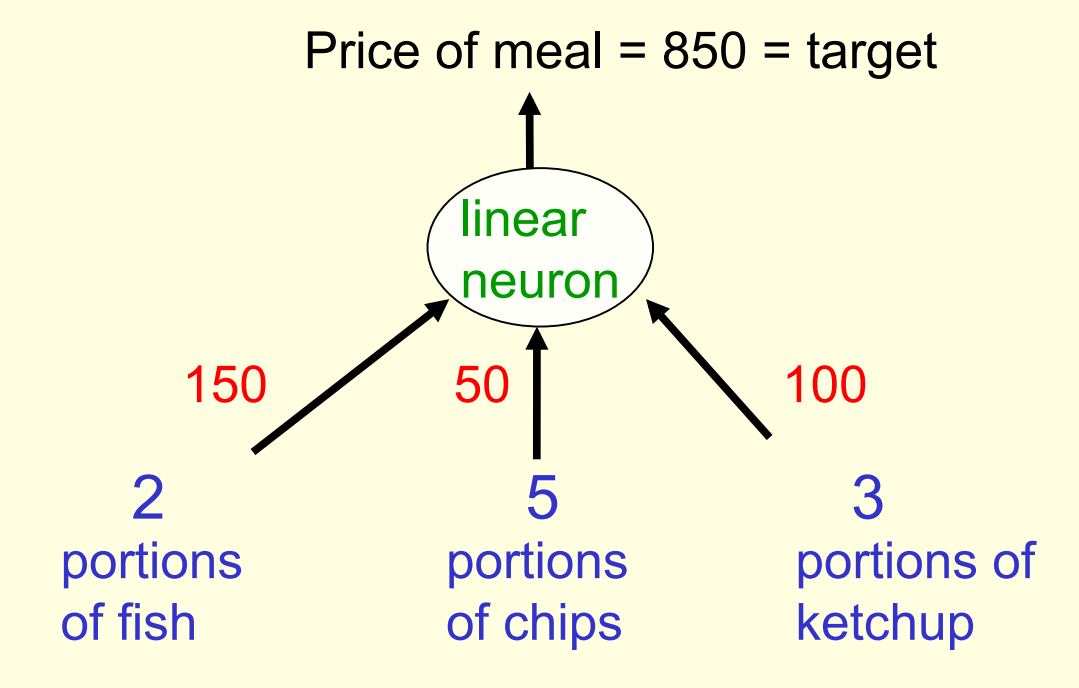 Price of meal = 850 = target
linear
neuron
150
50
100
2
portions
of fish
5
portions
of chips
3
portions of
ketchup